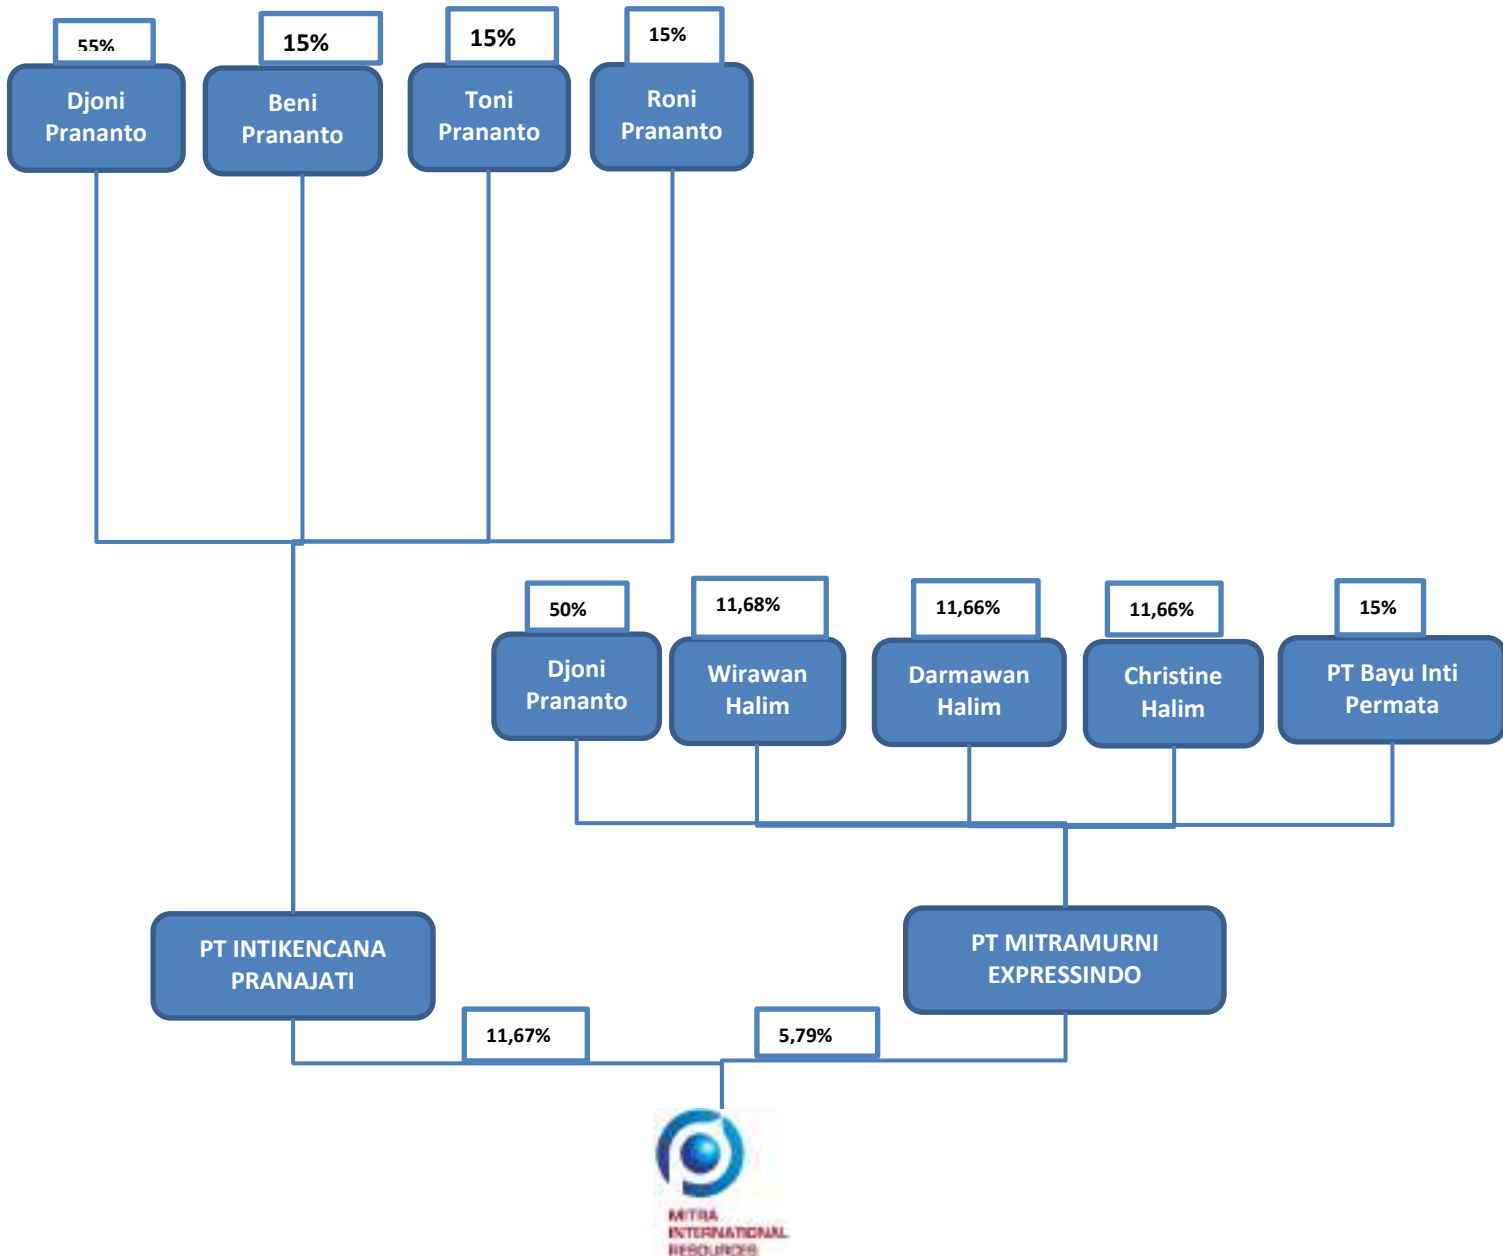 55%
15%
15%
15%
Djoni
Prananto
Beni
Prananto
Toni
Prananto
Roni
Prananto
50%
11,68%
11,66%
11,66%
15%
Djoni
Prananto
Wirawan
Halim
Darmawan
Halim
Christine
Halim
PT Bayu Inti
Permata
PT INTIKENCANA
PRANAJATI
PT MITRAMURNI
EXPRESSINDO
11,67%
5,79%
MITRA
INTERNATIONAL
RESOURCES